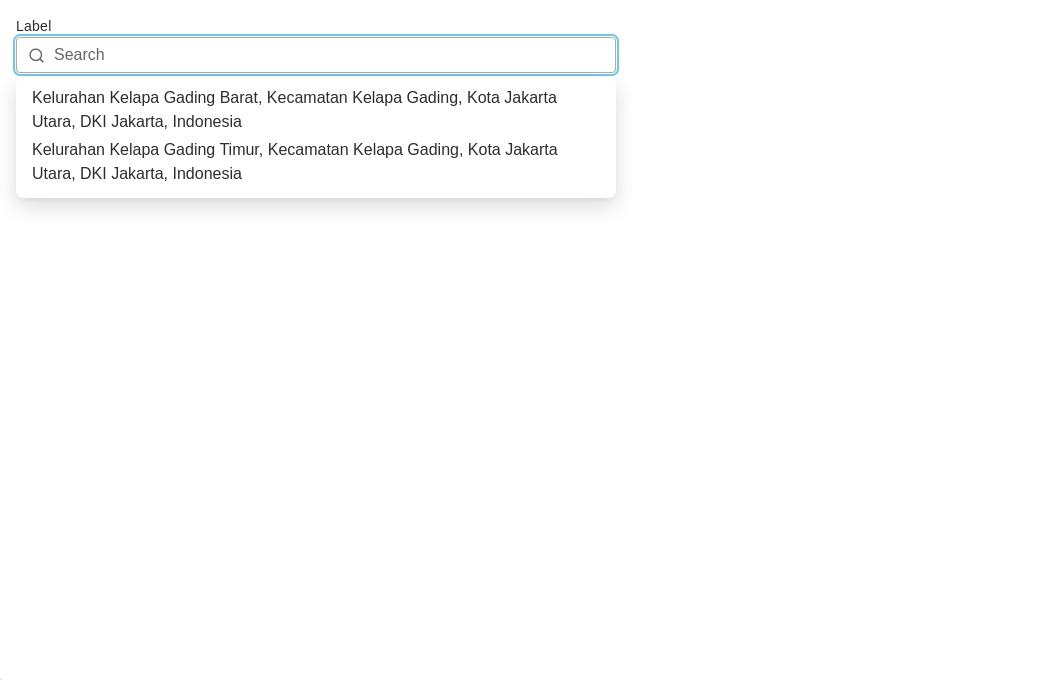 Label
Search
Kelurahan Kelapa Gading Barat, Kecamatan Kelapa Gading, Kota Jakarta
Utara, DKI Jakarta, Indonesia
Kelurahan Kelapa Gading Timur, Kecamatan Kelapa Gading, Kota Jakarta
Utara, DKI Jakarta, Indonesia